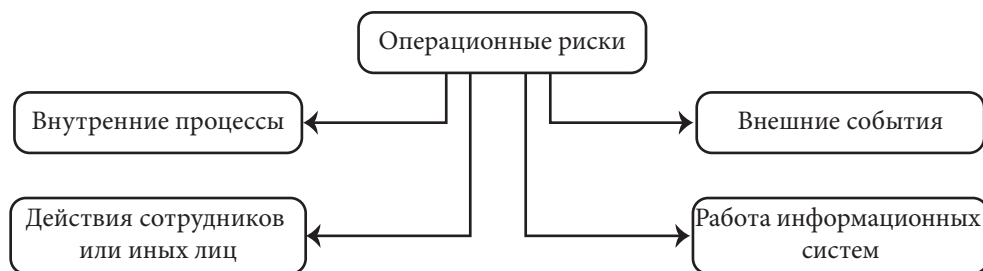 Операционные риски
Внутренние процессы
Внешние события
Действия сотрудников
или иных лиц
Работа информационных
систем